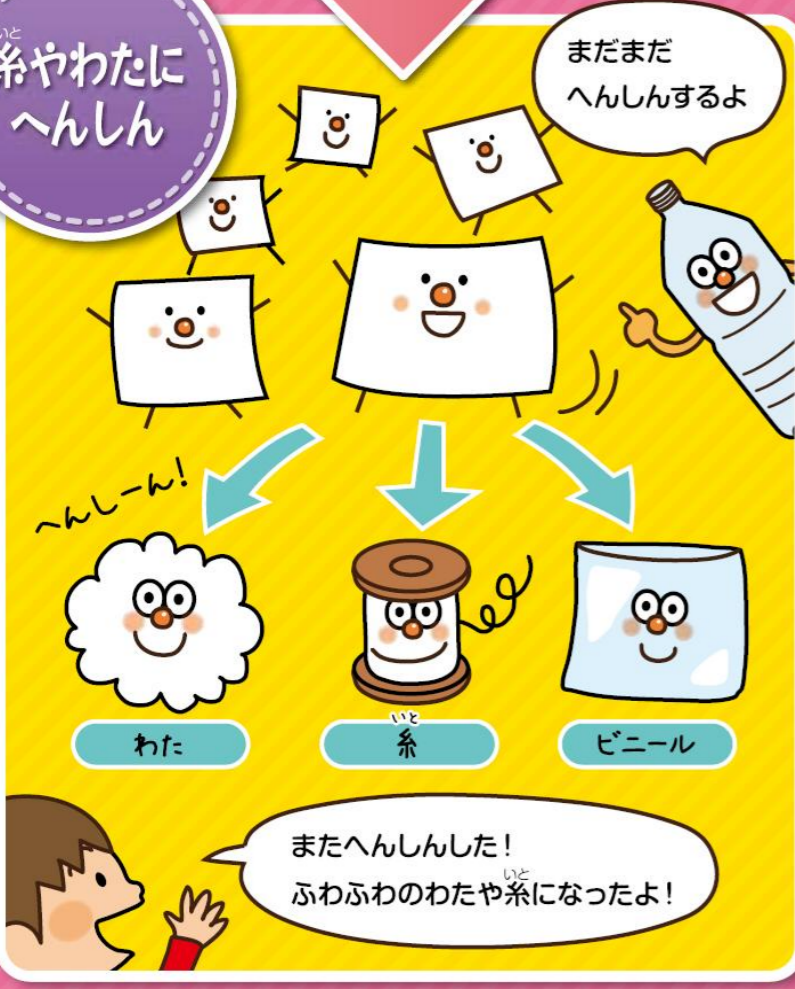 糸やわたに
へんしん
まだまだ
へんしんするよ
へんしーん!
わた
糸
ビニール
またへんしんした!
ふわふわのわたや糸になったよ!